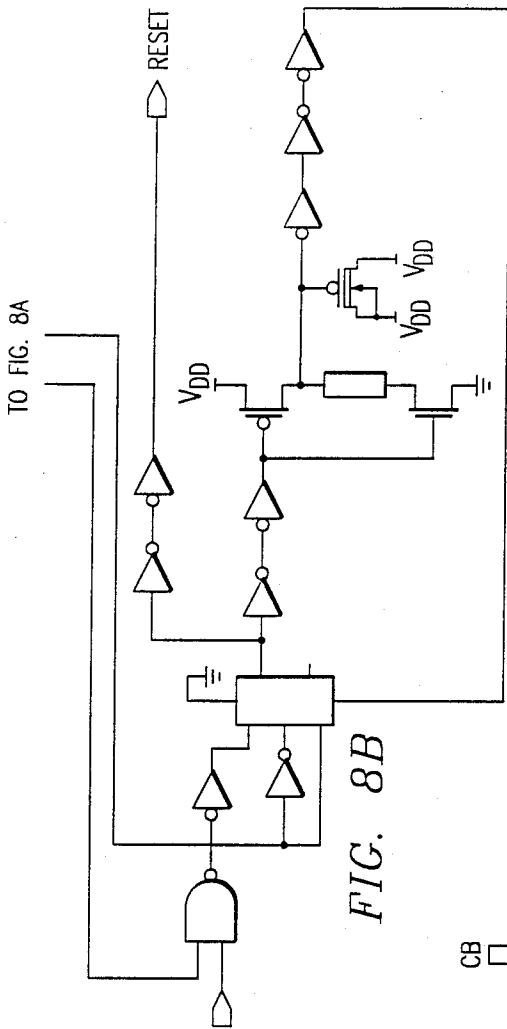 TO FIG. 8A
RESET
V_DD
V_DD
V_DD
FIG. 8B
CB